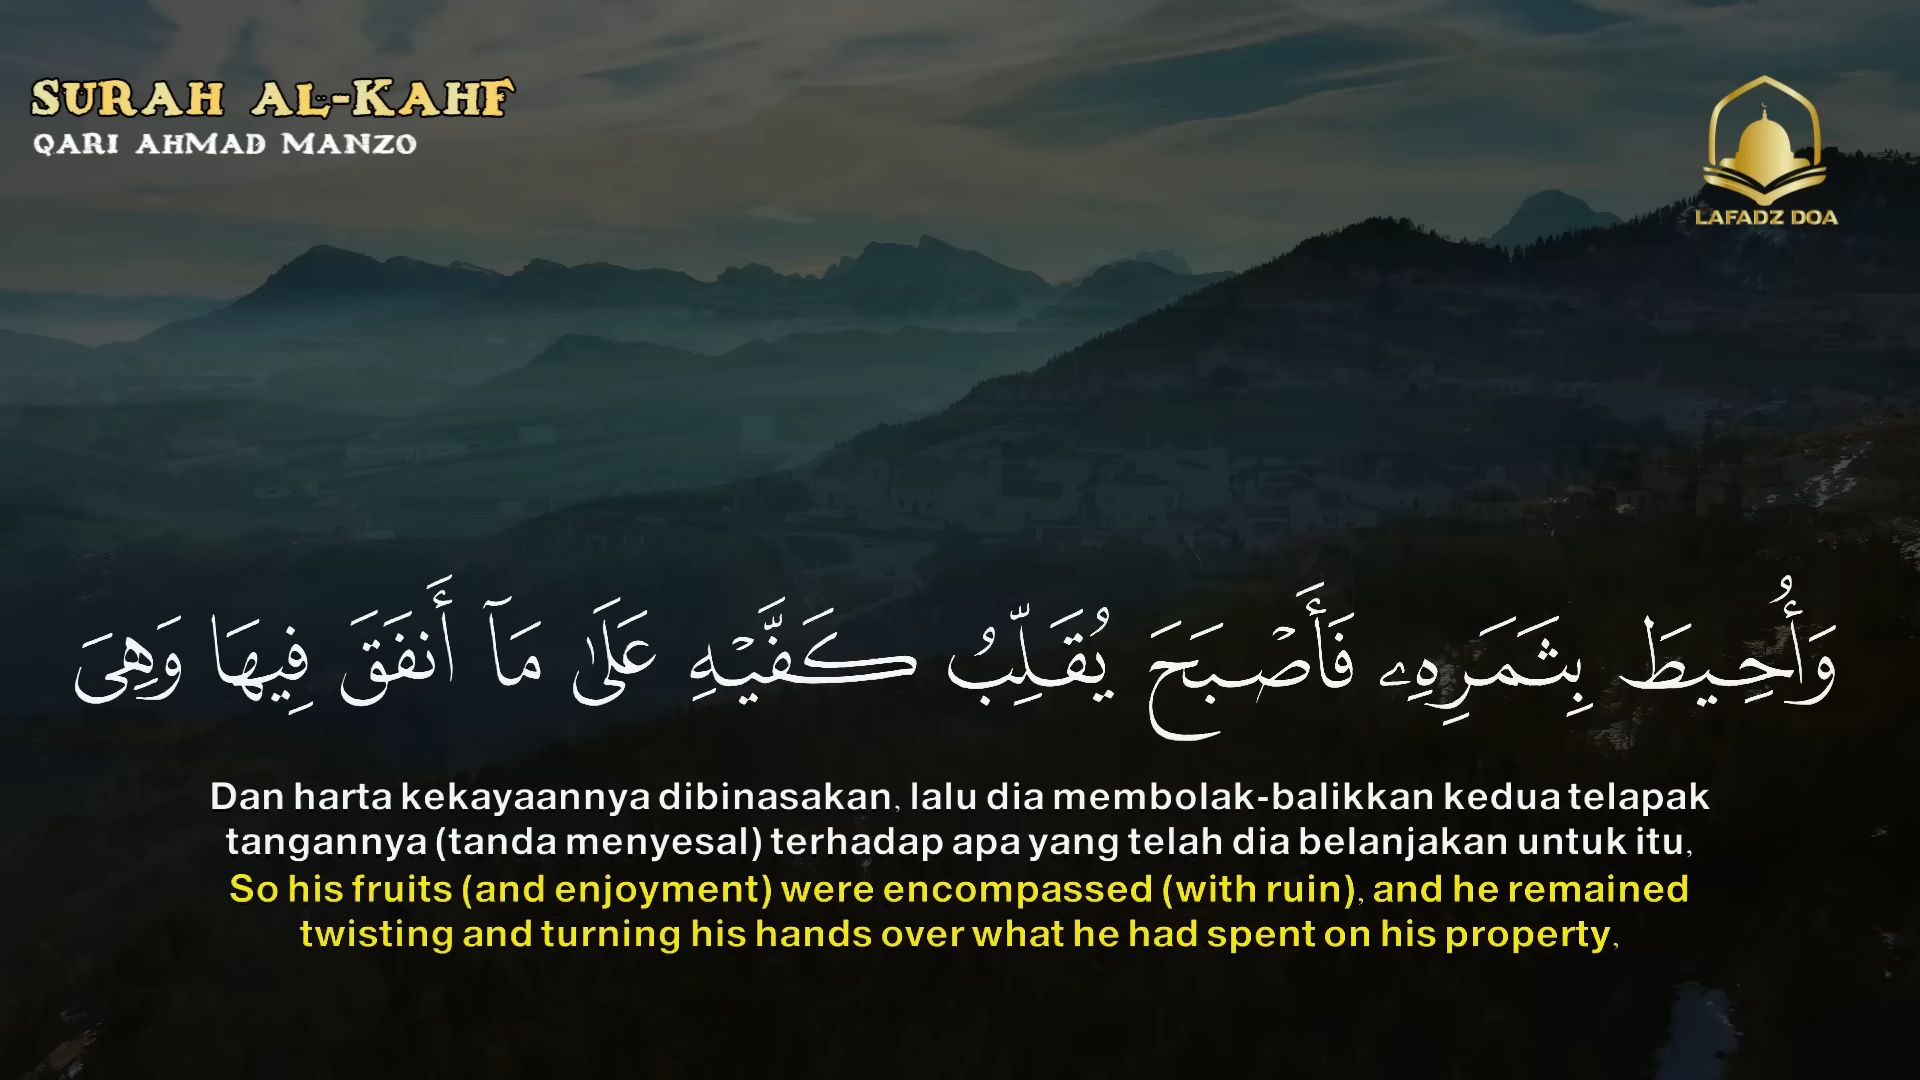 SURAH AL-KAHF
QARI AHMAD MANZO
LAFADZ DOA
وَأُحِيطَ بِثَمَرِهِۦ فَأَصْبَحَ يُقَلِّبُ كَفَّيْهِ عَلَىٰ مَآ أَنفَقَ فِيهَا وَهِىَ
Dan harta kekayaannya dibinasakan, lalu dia membolak-balikkan kedua telapak
tangannya (tanda menyesal) terhadap apa yang telah dia belanjakan untuk itu,
So his fruits (and enjoyment) were encompassed (with ruin), and he remained
twisting and turning his hands over what he had spent on his property,